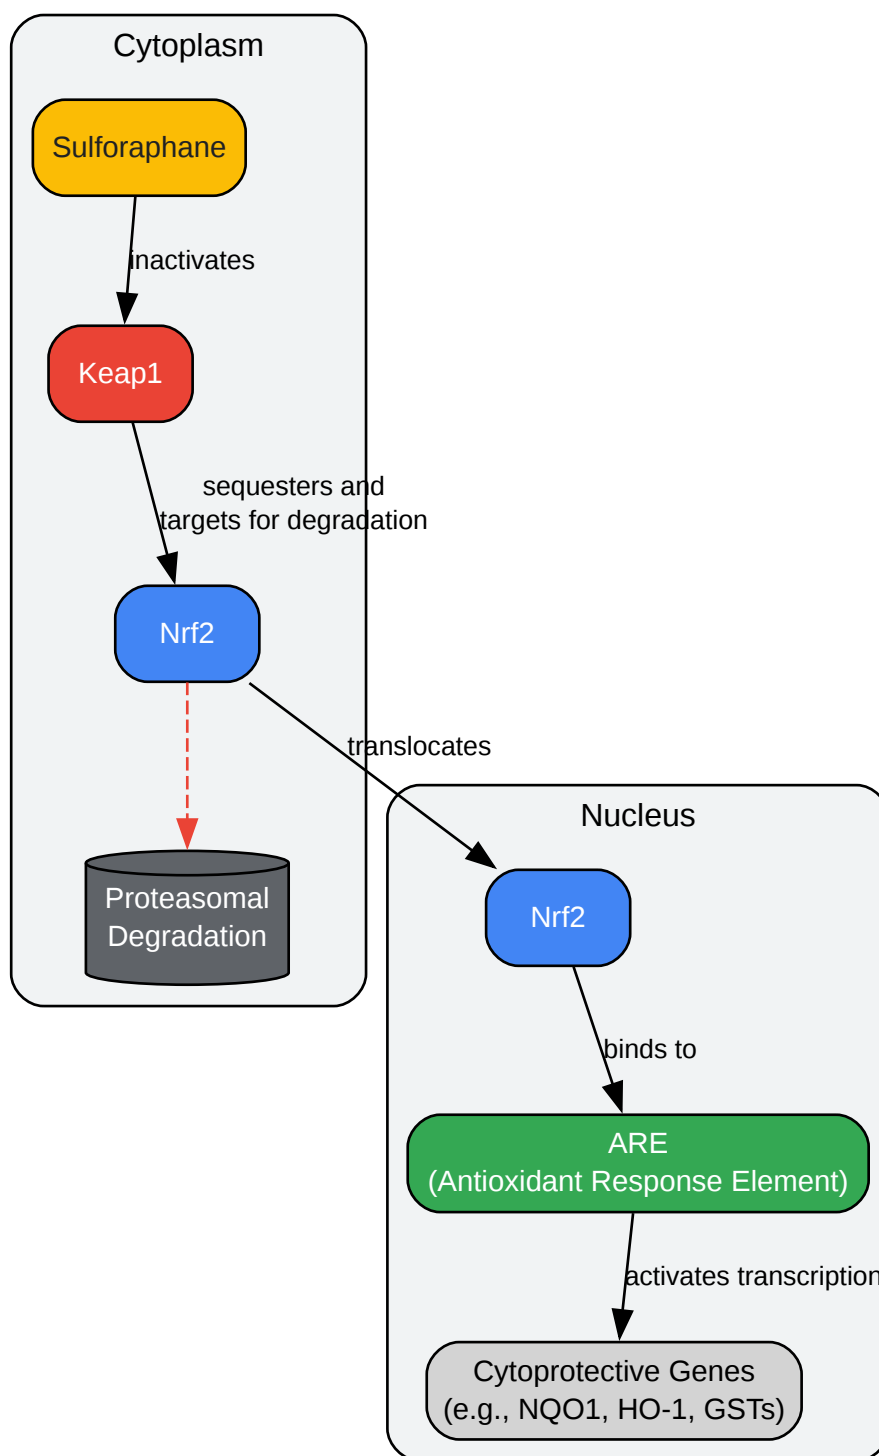 Cytoplasm
Sulforaphane
inactivates
Keap1
sequesters and
targets for degradation
Nrf2
translocates
Proteasomal
Degradation
Nucleus
Nrf2
binds to
ARE
(Antioxidant Response Element)
activates transcription
Cytoprotective Genes
(e.g., NQO1, HO-1, GSTs)